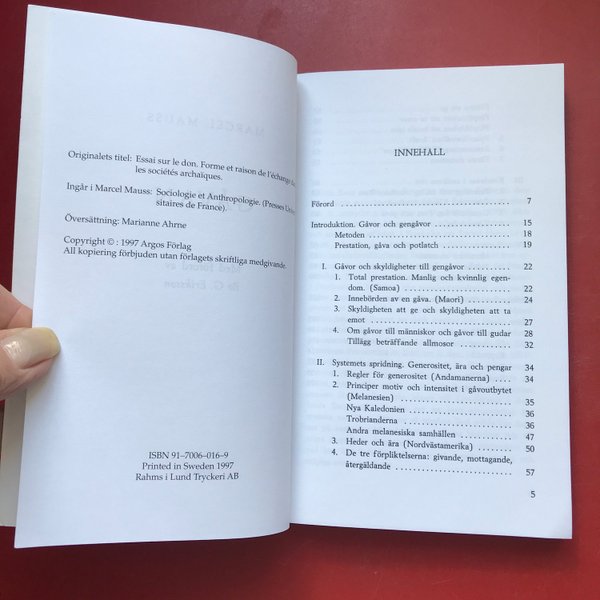 Originalets titel: Essai sur le don. Forme et raison de l'échange
les sociétés archaïques.
Ingår i Marcel Mauss: Sociologie et Anthropologie. (Presses
sitaires de France).
Översättning: Marianne Ahrne
Copyright © : 1997 Argos Förlag
All kopiering förbjuden utan förlagets skriftliga medgivande.
ISBN 91-7006-016-9
Printed in Sweden 1997
Rahms i Lund Tryckeri AB
INNEHALL
Förord 7
Introduktion. Gåvor och gengåvor 15
Metoden 18
Prestation, gåva och potlatch 19
I. Gåvor och skyldigheter till gengåvor 22
1. Total prestation. Manlig och kvinnlig egen-
dom. (Samoa) 22
2. Innebörden av en gåva. (Maori) 24
3. Skyldigheten att ge och skyldigheten att ta
emot 27
4. Om gåvor till människor och gåvor till gudar 28
Tillägg beträffande allmosor 32
II. Systemets spridning. Generositet, ära och pengar 34
1. Regler för generositet (Andamanerna) 34
2. Principer motiv och intensitet i gåvoutbytet
(Melanesien) 35
Nya Kaledonien 36
Trobrianderna 36
Andra melanesiska samhällen 47
3. Heder och ära (Nordvästamerika) 50
4. De tre förpliktelserna: givande, mottagande,
återgäldande 57
5